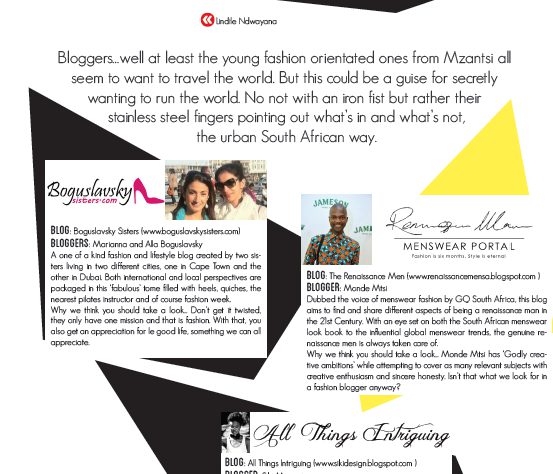 Lindile Ndwayana
Bloggers...well at least the young fashion orientated ones from Mzantsi all
seem to want to travel the world. But this could be a guise for secretly
wanting to run the world. No not with an iron fist but rather their
stainless steel fingers pointing out what's in and what's not,
the urban South African way.
Boguslavsky
sisters.com
BLOG: Boguslavsky Sisters (www.boguslavskysisters.com)
BLOGGERS: Marianna and Alla Boguslavsky
A one of a kind fashion and lifestyle blog created by two sis-
ters living in two different cities, one in Cape Town and the
other in Dubai. Both international and local perspectives are
packaged in this 'fabulous' tome filled with heels, quiches, the
nearest pilates instructor and of course fashion week.
Why we think you should take a look... Don't get it twisted,
they only have one mission and that is fashion. With that, you
also get an appreciation for le good life, something we can all
appreciate.
JAMESON
MENSWEAR PORTAL
Fashion is six months. Style is eternal
BLOG: The Renaissance Men (www.renaissancemensa.blogspot.com )
BLOGGER: Monde Mtsi
Dubbed the voice of menswear fashion by GQ South Africa, this blog
aims to find and share different aspects of being a renaissance man in
the 21st Century. With an eye set on both the South African menswear
look book to the influential global menswear trends, the genuine re-
naissance men is always taken care of.
Why we think you should take a look... Monde Mtsi has 'Godly crea-
tive ambitions' while attempting to cover as many relevant subjects with
creative enthusiasm and sincere honesty. Isn't that what we look for in
a fashion blogger anyway?
All Things Intriguing
BLOG: All Things Intriguing (www.sikidesign.blogspot.com )